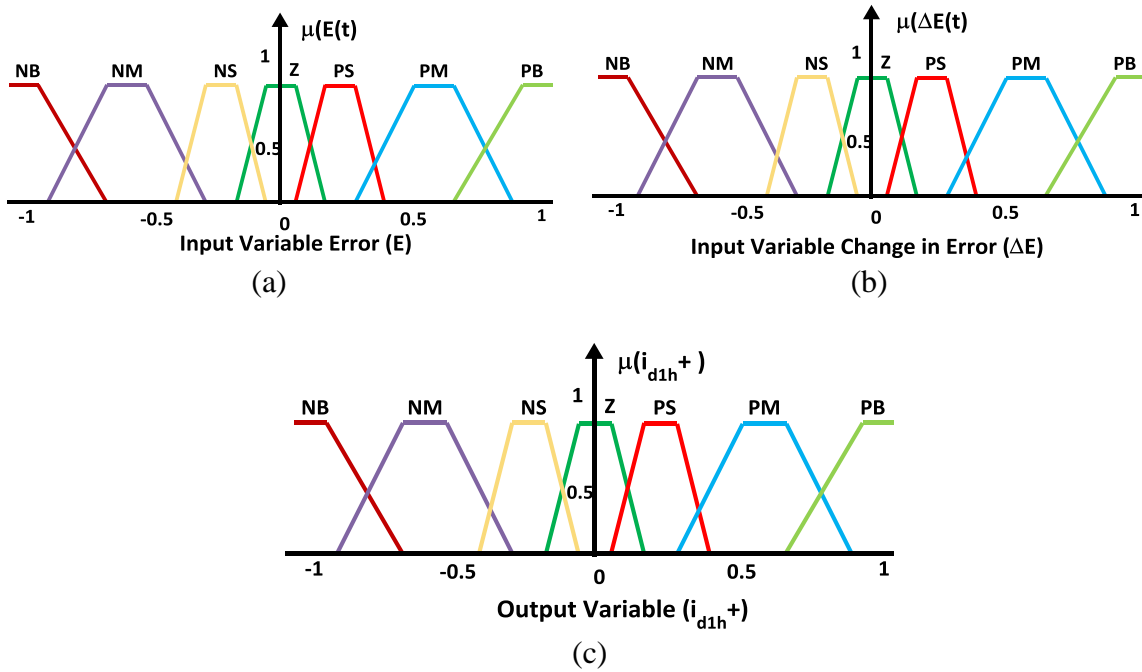 μ(E(t)
1
NB NM NS Z PS PM PB
0.5
-1 -0.5 0 0.5 1
Input Variable Error (E)
(a)
μ(ΔE(t)
1
NB NM NS Z PS PM PB
0.5
-1 -0.5 0 0.5 1
Input Variable Change in Error (ΔE)
(b)
μ(i_d1h+ )
1
NB NM NS Z PS PM PB
0.5
-1 -0.5 0 0.5 1
Output Variable (i_d1h+)
(c)